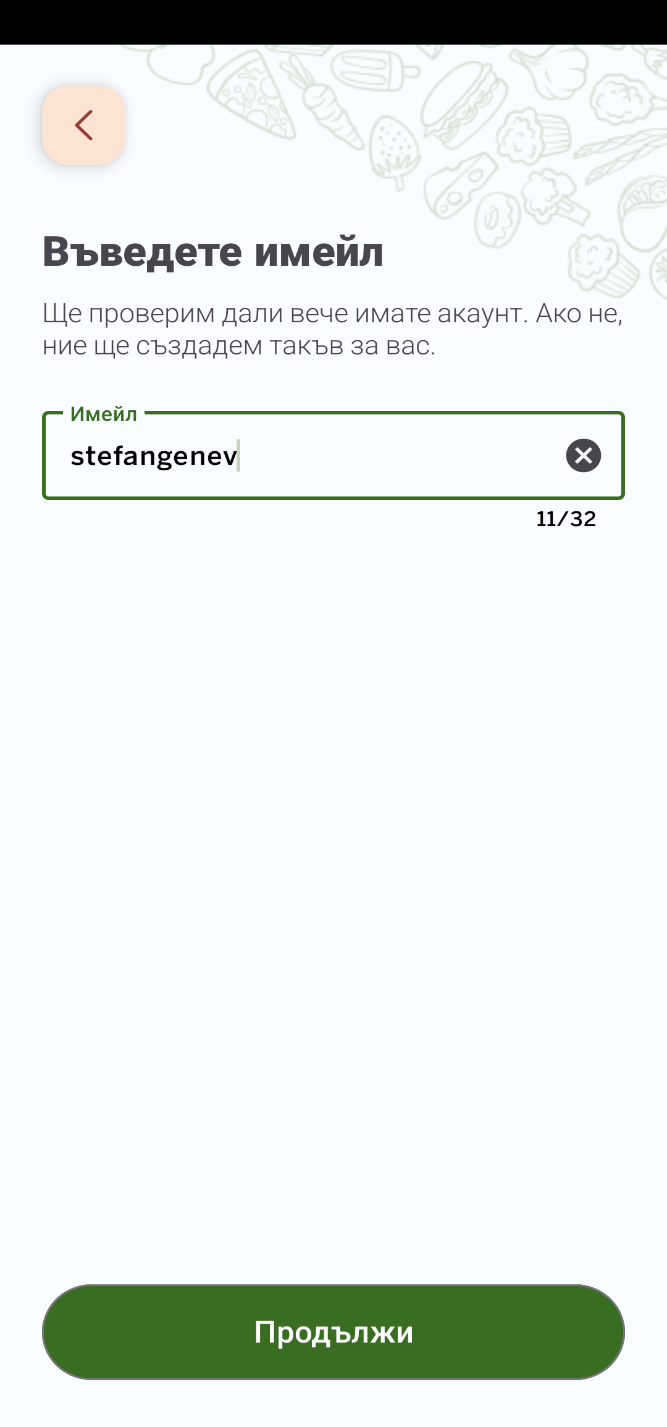 Въведете имейл
Ще проверим дали вече имате акаунт. Ако не,
ние ще създадем такъв за вас.
Имейл
stefangenev
11/32
Продължи